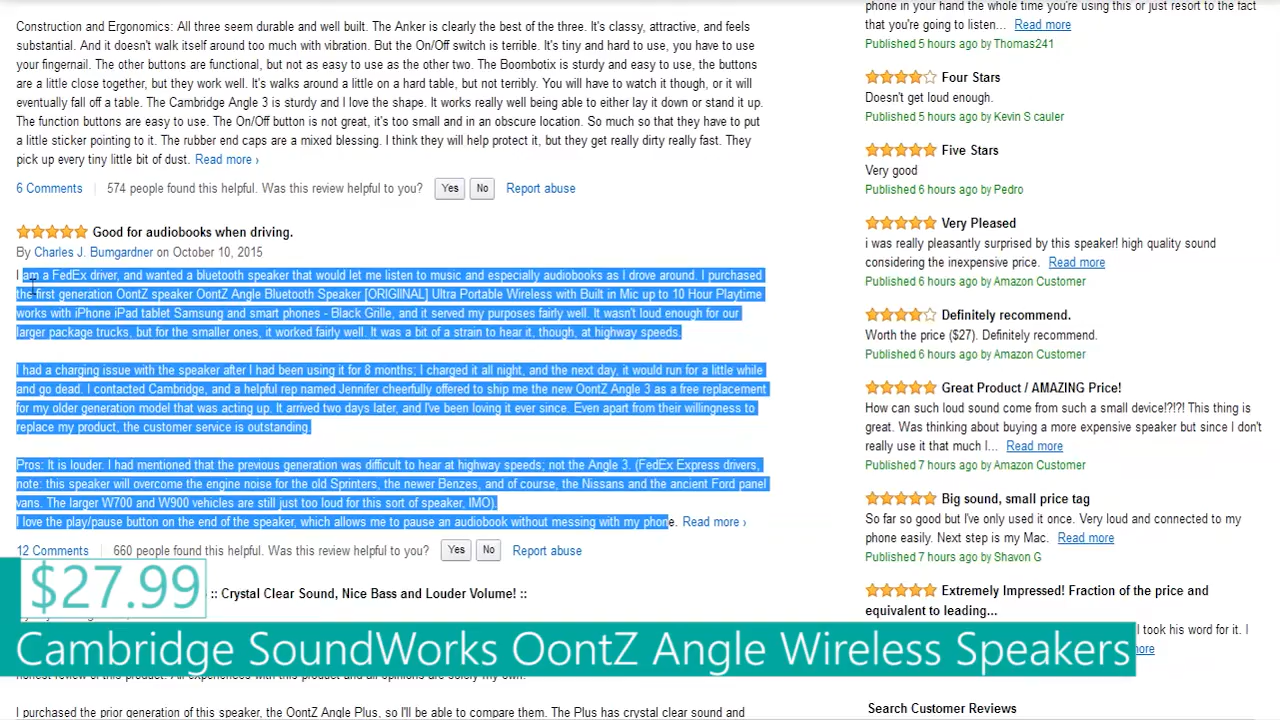 Construction and Ergonomics: All three seem durable and well built. The Anker is clearly the best of the three. It's classy, attractive, and feels
substantial. And it doesn't walk itself around too much with vibration. But the On/Off switch is terrible. It's tiny and hard to use, you have to use
your fingernail. The other buttons are functional, but not as easy to use as the other two. The Boombotix is sturdy and easy to use, the buttons
are a little close together, but they work well. It's walks around a little on a hard table, but not terribly. You will have to watch it though, or it will
eventually fall off a table. The Cambridge Angle 3 is sturdy and I love the shape. It works really well being able to either lay it down or stand it up.
The function buttons are easy to use. The On/Off button is not great, it's too small and in an obscure location. So much so that they have to put
a little sticker pointing to it. The rubber end caps are a mixed blessing. I think they will help protect it, but they get really dirty really fast. They
pick up every tiny little bit of dust. Read more ›
6 Comments | 574 people found this helpful. Was this review helpful to you? Yes No Report abuse
Good for audiobooks when driving.
By Charles J. Bumgardner on October 10, 2015
I am a FedEx driver, and wanted a bluetooth speaker that would let me listen to music and especially audiobooks as I drove around. I purchased
the first generation OontZ speaker OontZ Angle Bluetooth Speaker [ORIGIINAL] Ultra Portable Wireless with Built in Mic up to 10 Hour Playtime
works with iPhone iPad tablet Samsung and smart phones - Black Grille, and it served my purposes fairly well. It wasn't loud enough for our
larger package trucks, but for the smaller ones, it worked fairly well. It was a bit of a strain to hear it, though, at highway speeds.
I had a charging issue with the speaker after I had been using it for 8 months; I charged it all night, and the next day, it would run for a little while
and go dead. I contacted Cambridge, and a helpful rep named Jennifer cheerfully offered to ship me the new OontZ Angle 3 as a free replacement
for my older generation model that was acting up. It arrived two days later, and I've been loving it ever since. Even apart from their willingness to
replace my product, the customer service is outstanding.
Pros: It is louder. I had mentioned that the previous generation was difficult to hear at highway speeds; not the Angle 3. (FedEx Express drivers,
note: this speaker will overcome the engine noise for the old Sprinters, the newer Benzes, and of course, the Nissans and the ancient Ford panel
vans. The larger W700 and W900 vehicles are still just too loud for this sort of speaker, IMO).
I love the play/pause button on the end of the speaker, which allows me to pause an audiobook without messing with my phone. Read more ›
12 Comments | 660 people found this helpful. Was this review helpful to you? Yes No Report abuse
:: Crystal Clear Sound, Nice Bass and Louder Volume! ::
$27.99
Cambridge SoundWorks OontZ Angle Wireless Speakers
I purchased the prior generation of this speaker, the OontZ Angle Plus, so I'll be able to compare them. The Plus has crystal clear sound and
phone in your hand the whole time you're using this or just resort to the fact
that you're going to listen... Read more
Published 5 hours ago by Thomas241
Four Stars
Doesn't get loud enough.
Published 5 hours ago by Kevin S cauler
Five Stars
Very good
Published 6 hours ago by Pedro
Very Pleased
i was really pleasantly surprised by this speaker! high quality sound
considering the inexpensive price. Read more
Published 6 hours ago by Amazon Customer
Definitely recommend.
Worth the price ($27). Definitely recommend.
Published 6 hours ago by Amazon Customer
Great Product / AMAZING Price!
How can such loud sound come from such a small device!?!?! This thing is
great. Was thinking about buying a more expensive speaker but since I don't
really use it that much I... Read more
Published 7 hours ago by Amazon Customer
Big sound, small price tag
So far so good but I've only used it once. Very loud and connected to my
phone easily. Next step is my Mac. Read more
Published 7 hours ago by Shavon G
Extremely Impressed! Fraction of the price and
equivalent to leading...
I took his word for it. I
Search Customer Reviews